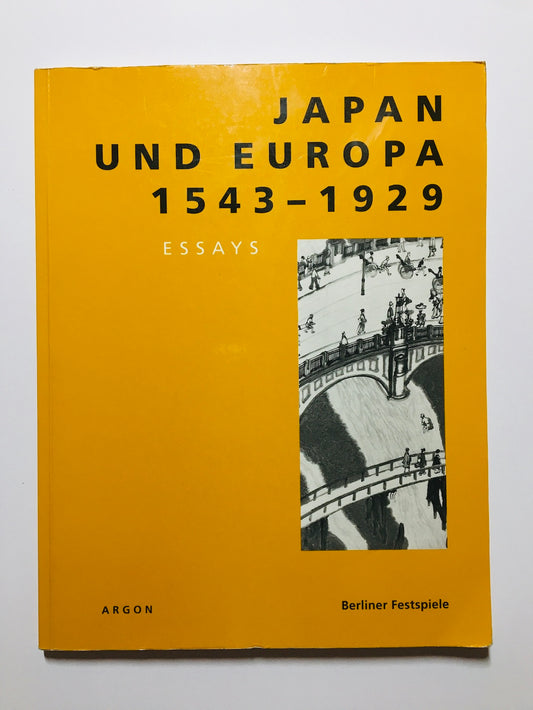 JAPAN
UND EUROPA
1543 – 1929
ESSAYS
ARGON
Berliner Festspiele